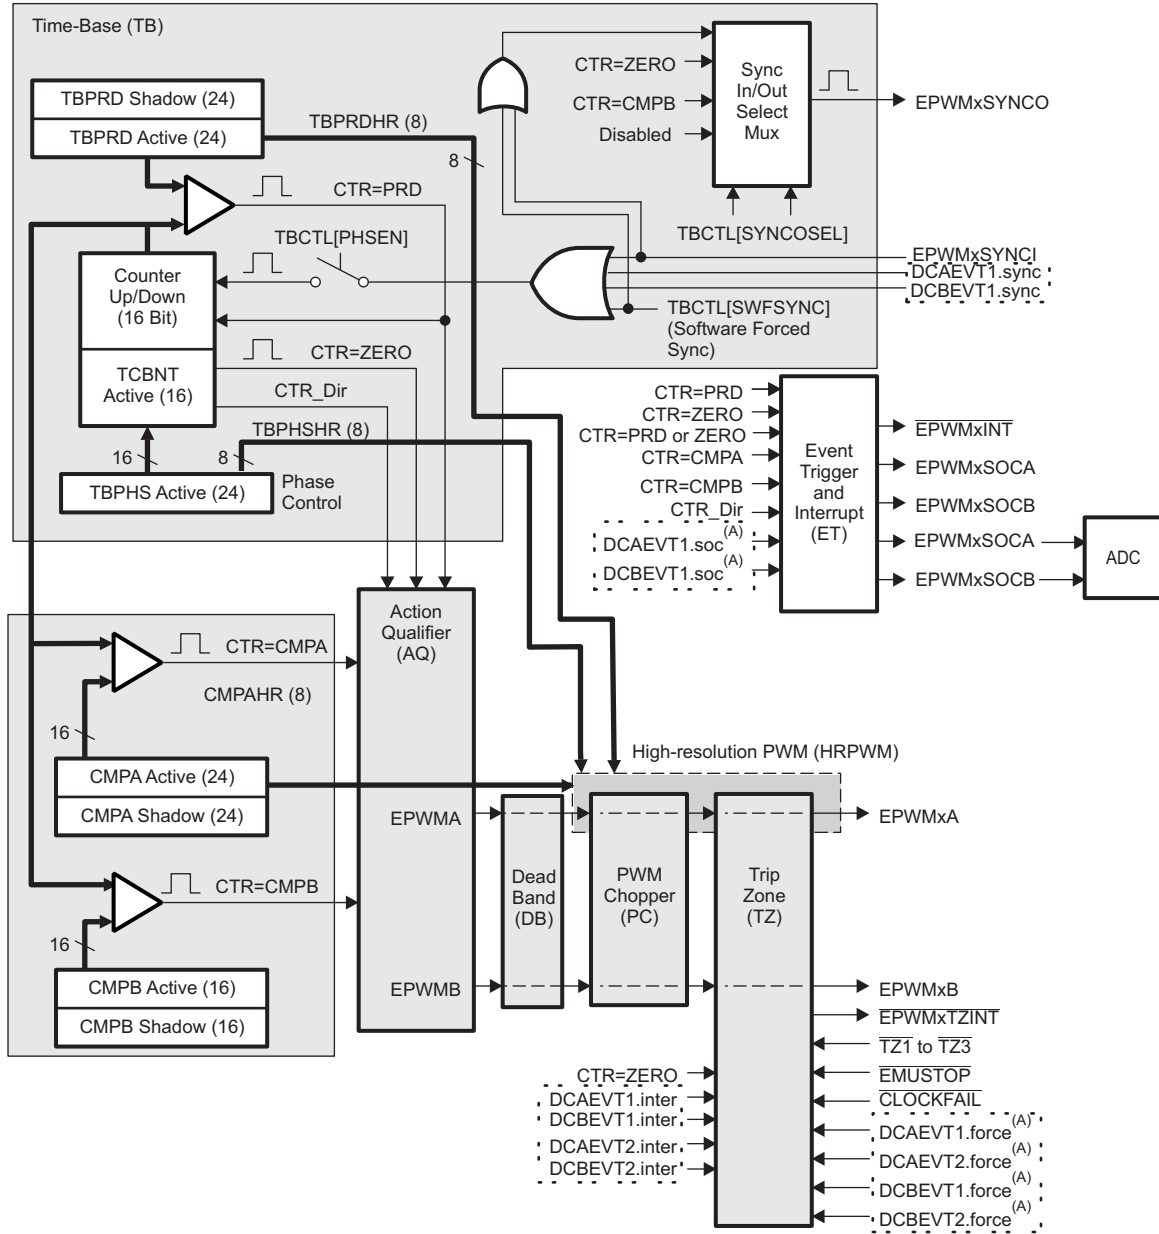 Time-Base (TB)
TBPRD Shadow (24)
TBPRD Active (24)
TBPRDHR (8)
8
CTR=PRD
TBCTL[PHSEN]
Counter
Up/Down
(16 Bit)
TCBNT
Active (16)
CTR=ZERO
CTR_Dir
TBPHSHR (8)
16
8
TBPHS Active (24)
Phase
Control
CTR=ZERO
CTR=CMPB
Disabled
Sync
In/Out
Select
Mux
EPWMxSYNCO
TBCTL[SYNCOSEL]
EPWMxSYNCI
DCAEVT1.sync
DCBEVT1.sync
TBCTL[SWFSYNC]
(Software Forced
Sync)
CTR=PRD
CTR=ZERO
CTR=PRD or ZERO
CTR=CMPA
CTR=CMPB
CTR_Dir
DCAEVT1.soc(A)
DCBEVT1.soc(A)
Event
Trigger
and
Interrupt
(ET)
EPWMxINT
EPWMxSOCA
EPWMxSOCB
EPWMxSOCA
EPWMxSOCB
ADC
Action
Qualifier
(AQ)
CTR=CMPA
CMPAHR (8)
16
CMPA Active (24)
CMPA Shadow (24)
CTR=CMPB
16
CMPB Active (16)
CMPB Shadow (16)
EPWMA
EPWMB
High-resolution PWM (HRPWM)
Dead
Band
(DB)
PWM
Chopper
(PC)
Trip
Zone
(TZ)
EPWMxA
EPWMxB
EPWMxTZINT
TZ1 to TZ3
EMUSTOP
CLOCKFAIL
DCAEVT1.force(A)
DCAEVT2.force(A)
DCBEVT1.force(A)
DCBEVT2.force(A)
CTR=ZERO
DCAEVT1.inter
DCBEVT1.inter
DCAEVT2.inter
DCBEVT2.inter